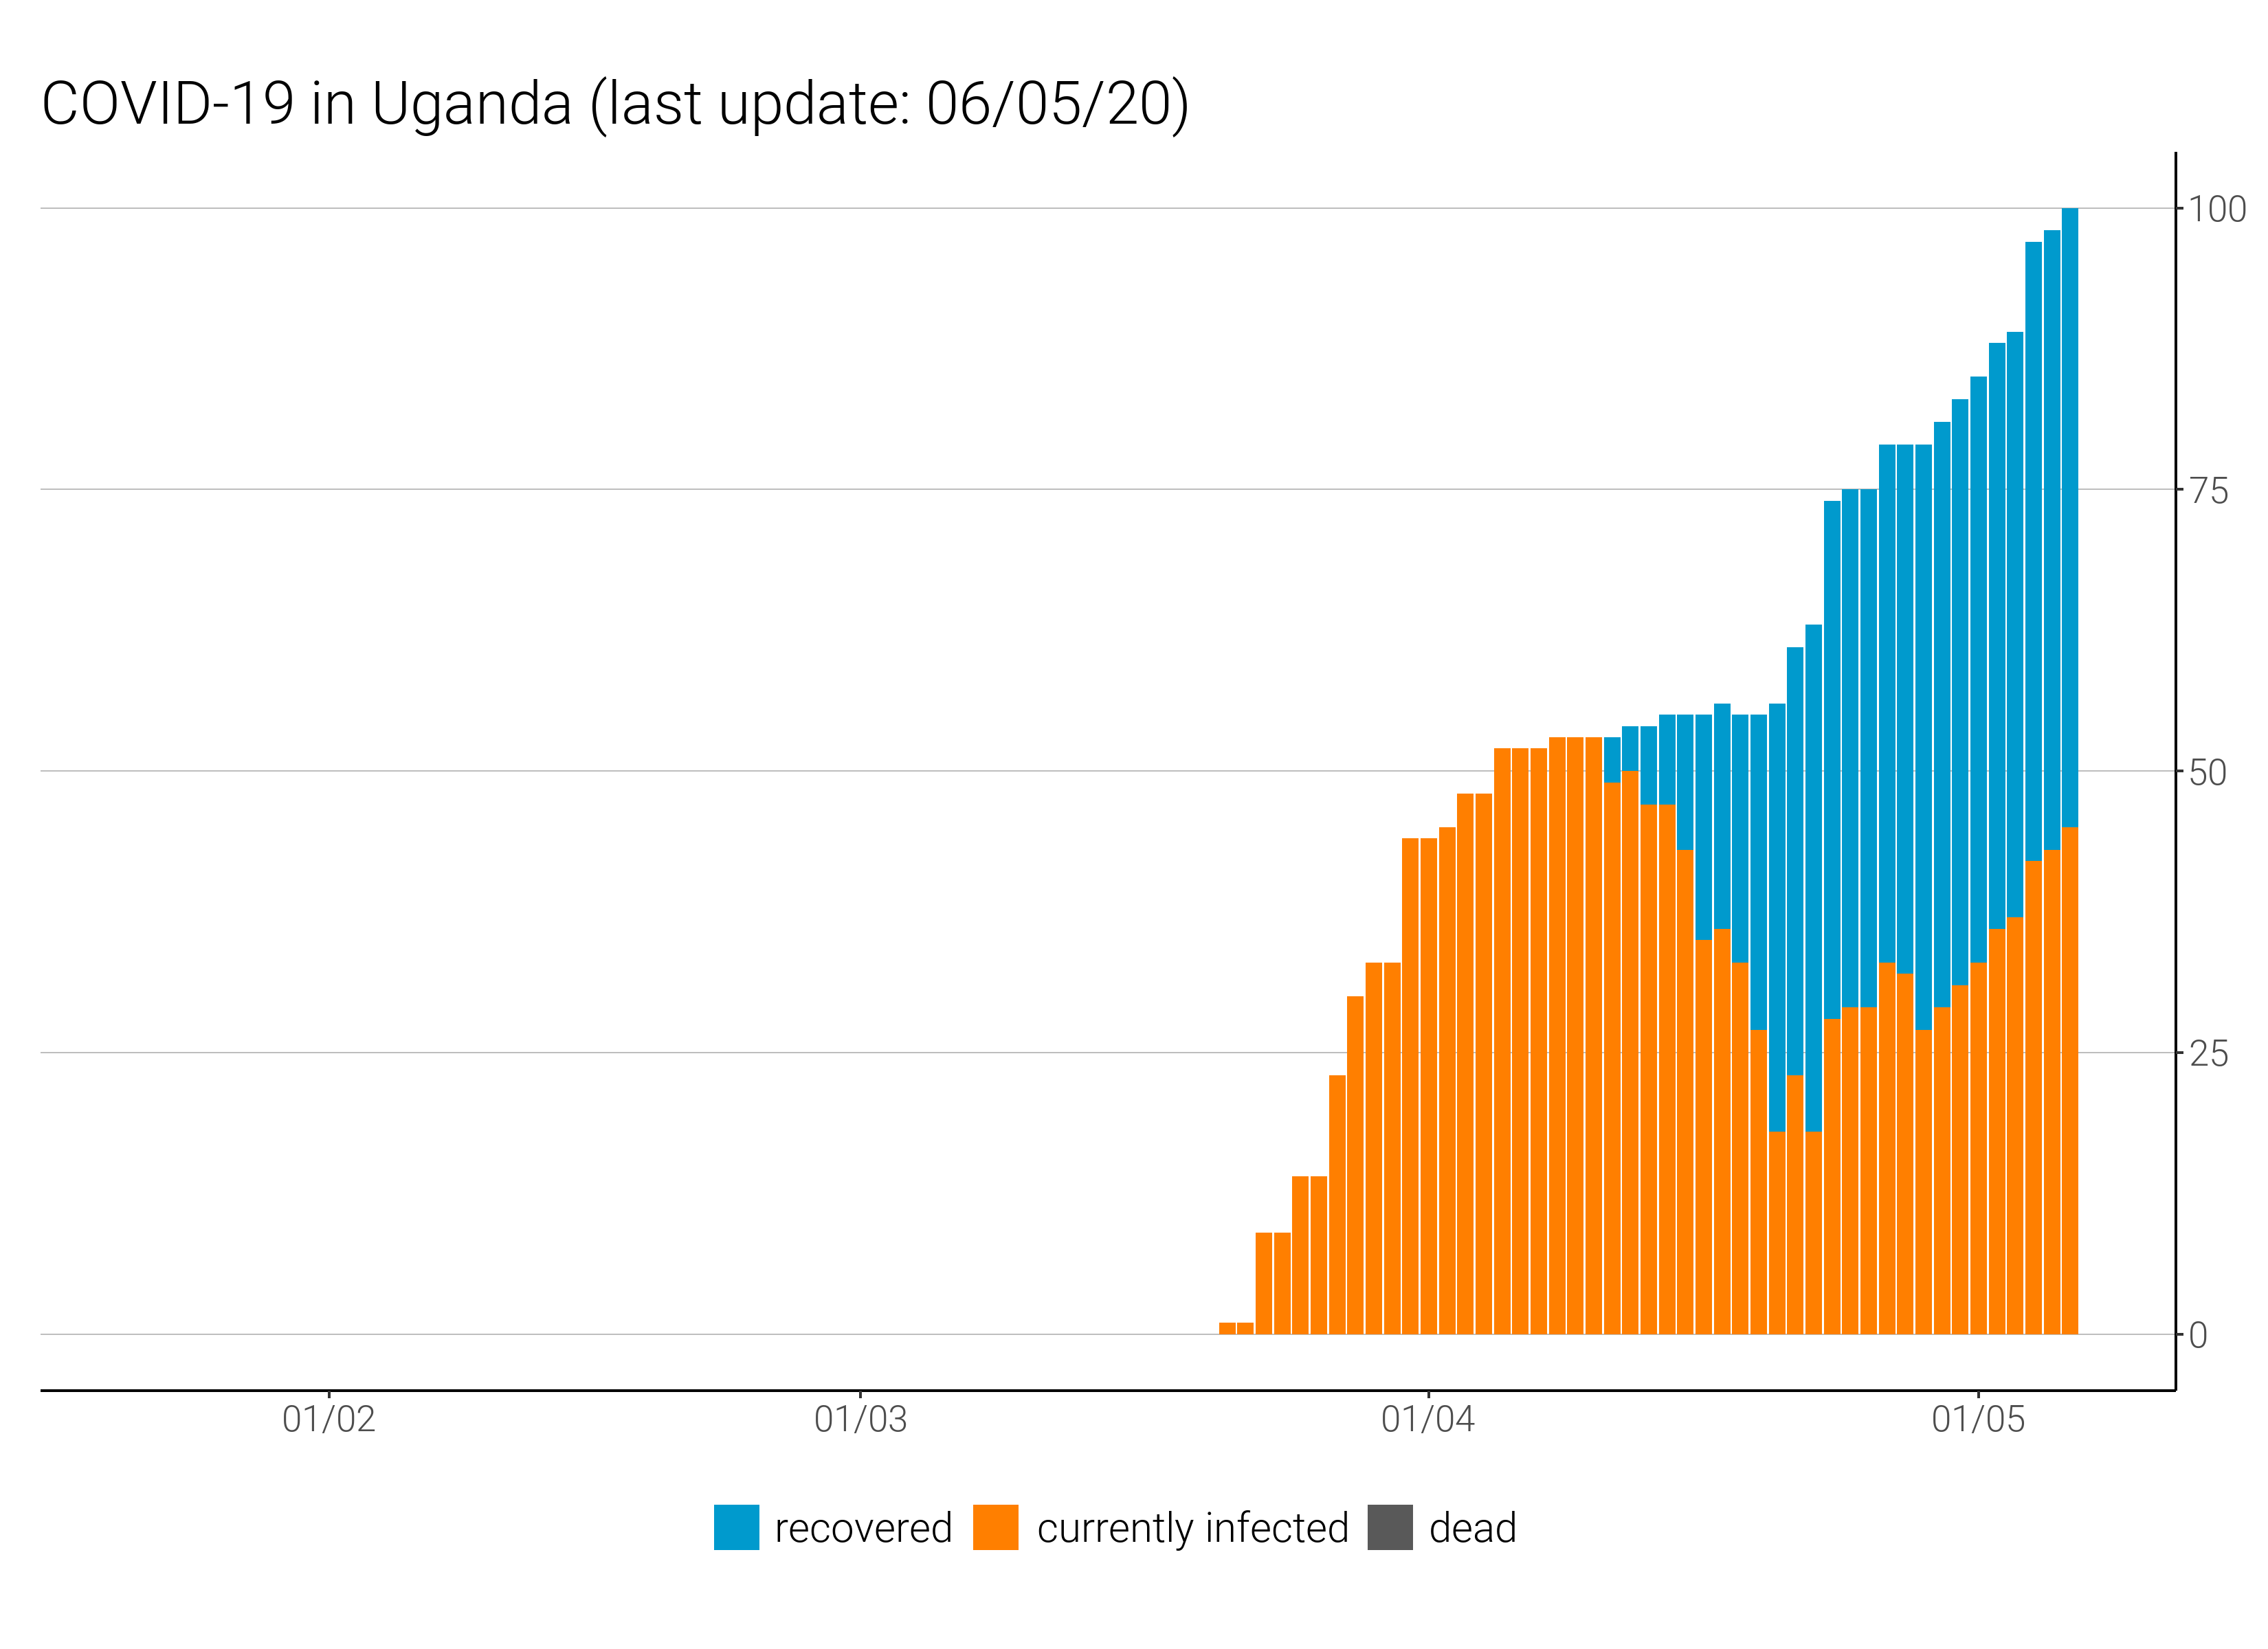 COVID-19 in Uganda (last update: 06/05/20)
100
75
50
25
0
01/02 01/03 01/04 01/05
recovered currently infected dead